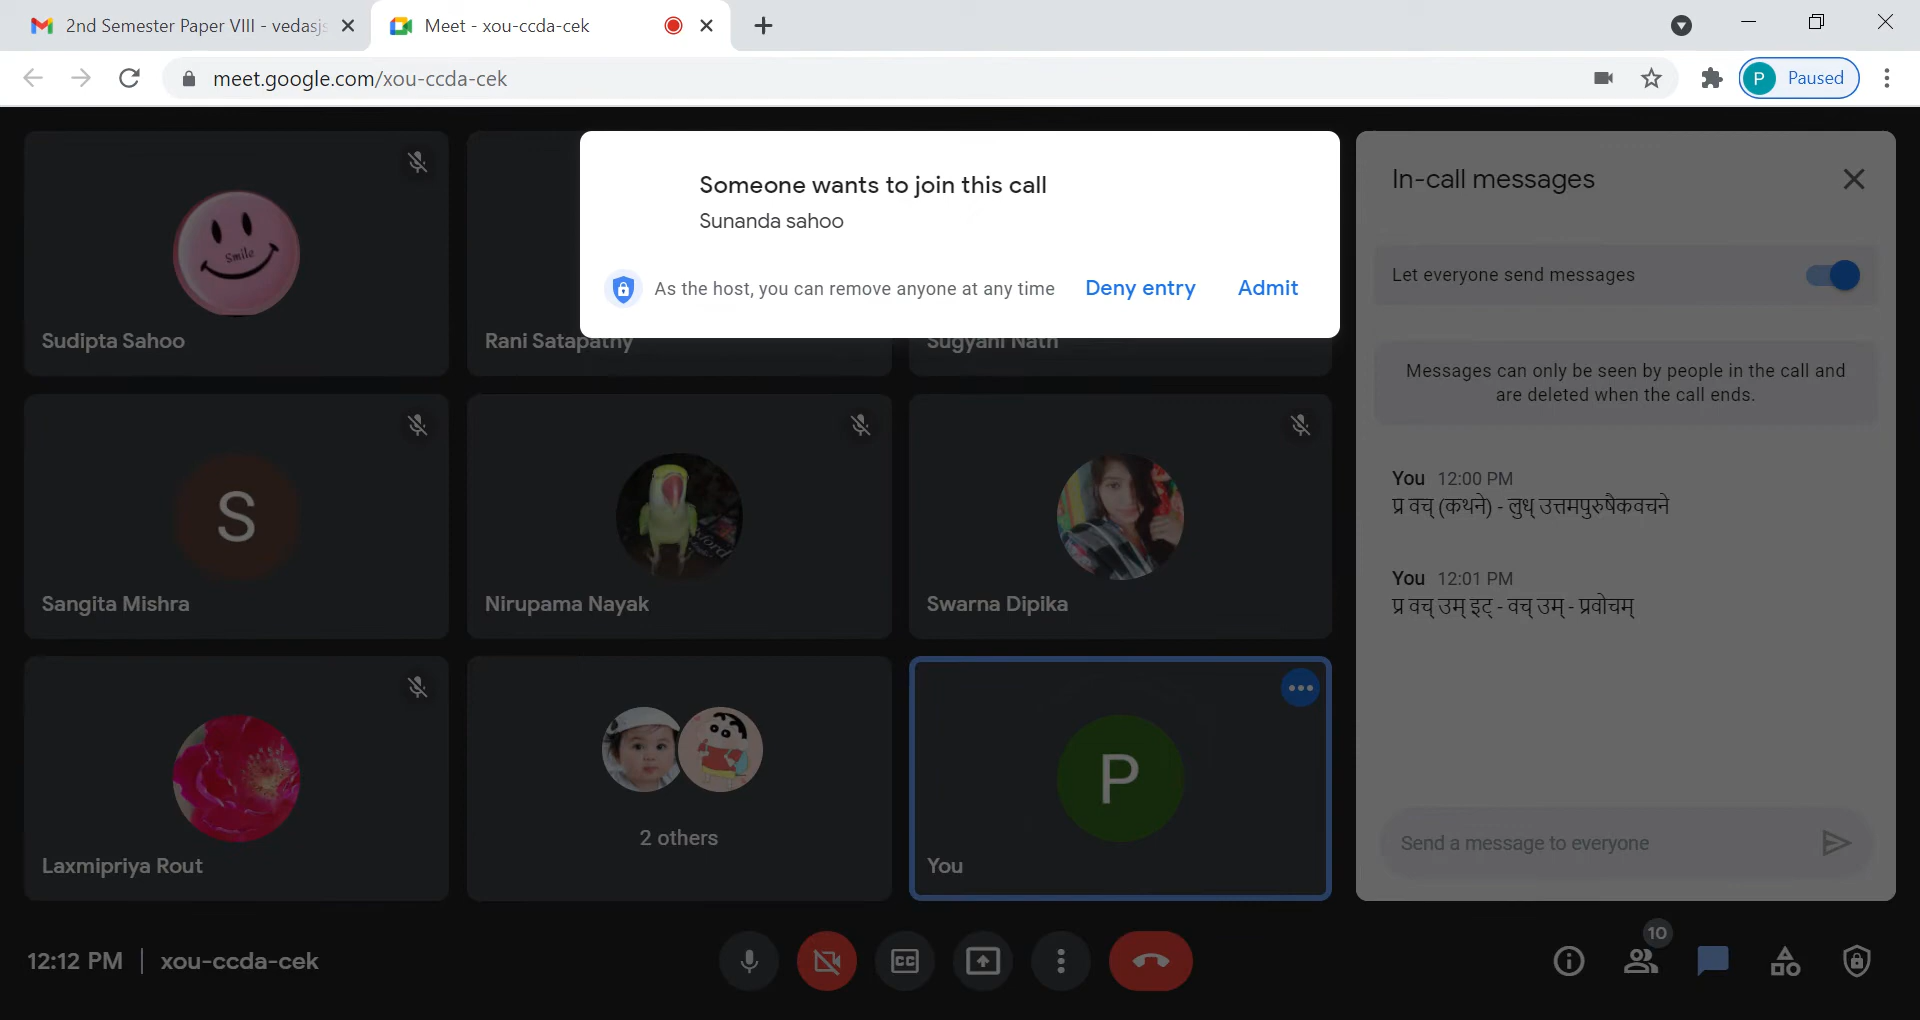 2nd Semester Paper VIII - vedasjs
Meet - xou-ccda-cek
meet.google.com/xou-ccda-cek
P Paused
Someone wants to join this call
Sunanda sahoo
As the host, you can remove anyone at any time
Deny entry
Admit
Smile
Sudipta Sahoo
Rani Satapathy
Sugyani Nath
S
Sangita Mishra
Nirupama Nayak
Swarna Dipika
Laxmipriya Rout
2 others
P
You
In-call messages
Let everyone send messages
Messages can only be seen by people in the call and
are deleted when the call ends.
You 12:00 PM
प्र वच् (कथने) - लुध् उत्तमपुरुषैकवचने
You 12:01 PM
प्र वच् उम् इट् - वच् उम् - प्रवोचम्
Send a message to everyone
12:12 PM | xou-ccda-cek
CC
10